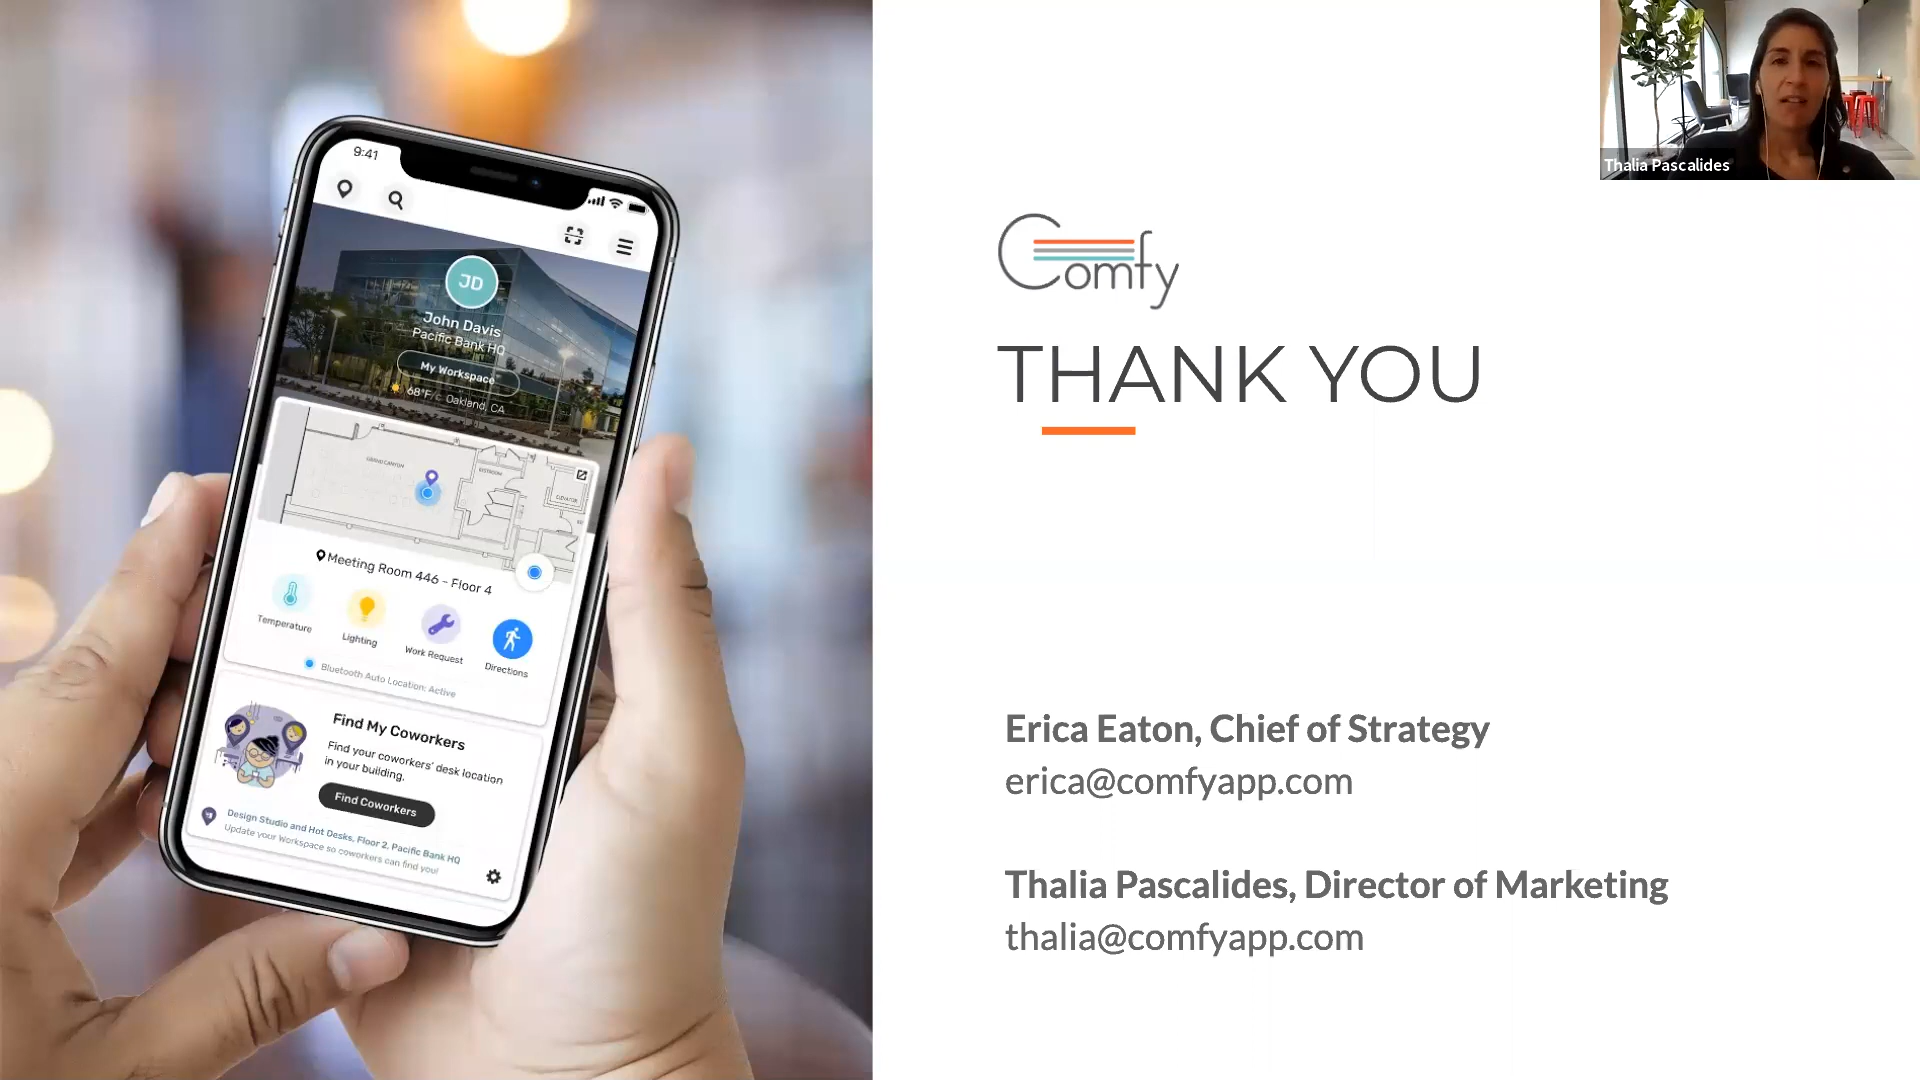 9:41
JD
John Davis
Pacific Bank HQ
My Workspace
68°F/C Oakland, CA
GRAND CANYON
RESTROOM
ELEVATOR
Meeting Room 446 - Floor 4
Temperature
Lighting
Work Request
Directions
Bluetooth Auto Location: Active
Find My Coworkers
Find your coworkers' desk location
in your building.
Find Coworkers
Design Studio and Hot Desks, Floor 2, Pacific Bank HQ
Update your Workspace so coworkers can find you!
Thalia Pascalides
Comfy
THANK YOU
Erica Eaton, Chief of Strategy
erica@comfyapp.com
Thalia Pascalides, Director of Marketing
thalia@comfyapp.com